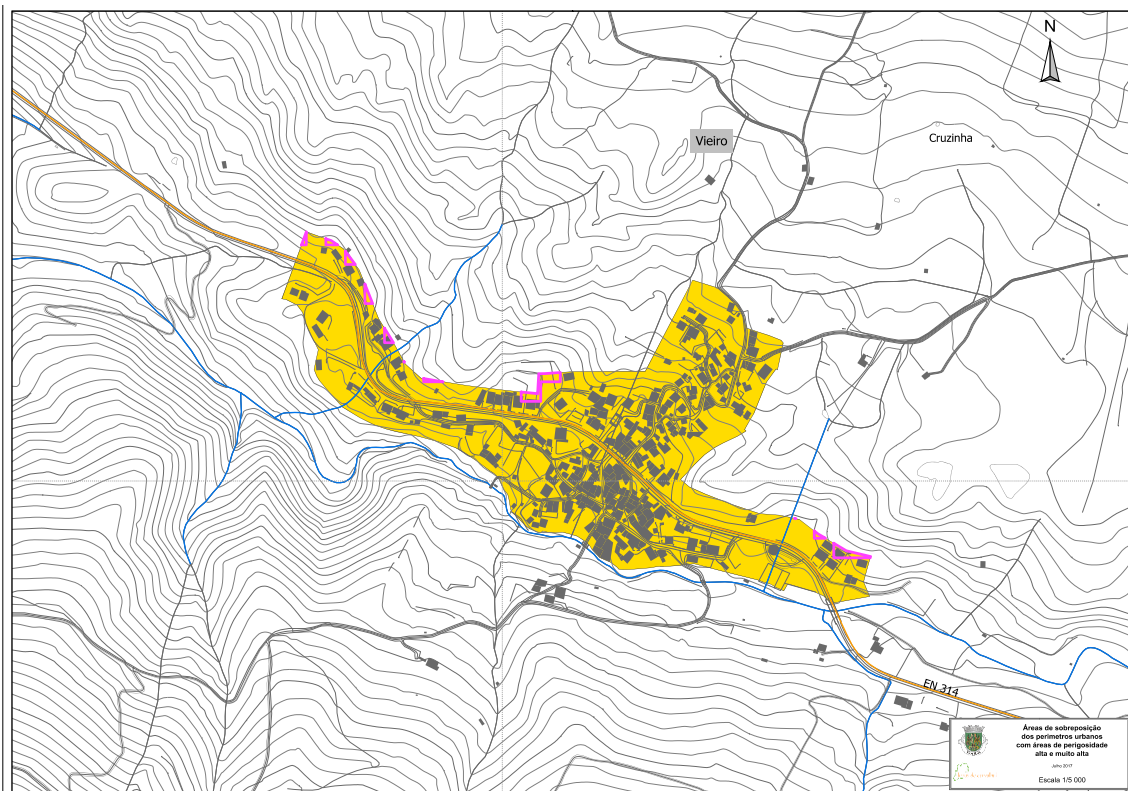 N
Vieiro
Cruzinha
EN 314
Áreas de sobreposição
dos perímetros urbanos
com áreas de perigosidade
alta e muito alta
Julho 2017
Escala 1/5 000